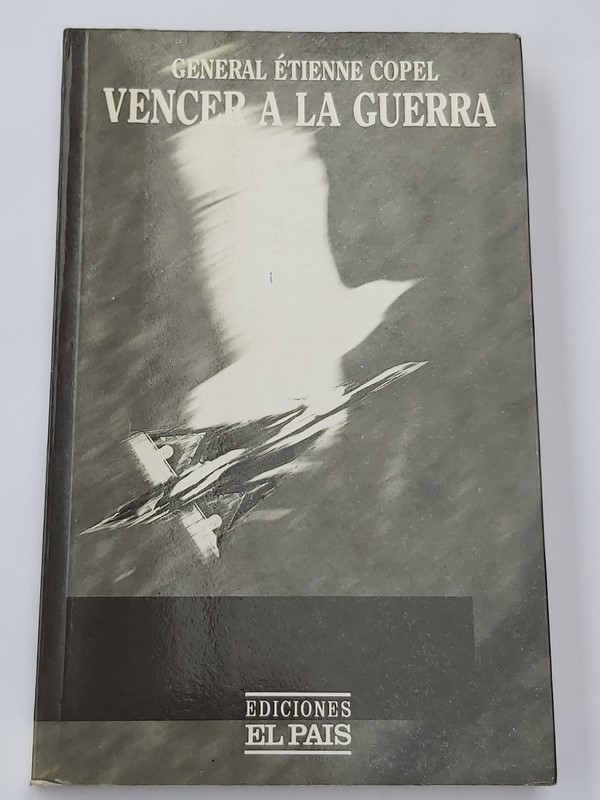 GENERAL ÉTIENNE COPEL
VENCER A LA GUERRA
EDICIONES
EL PAIS